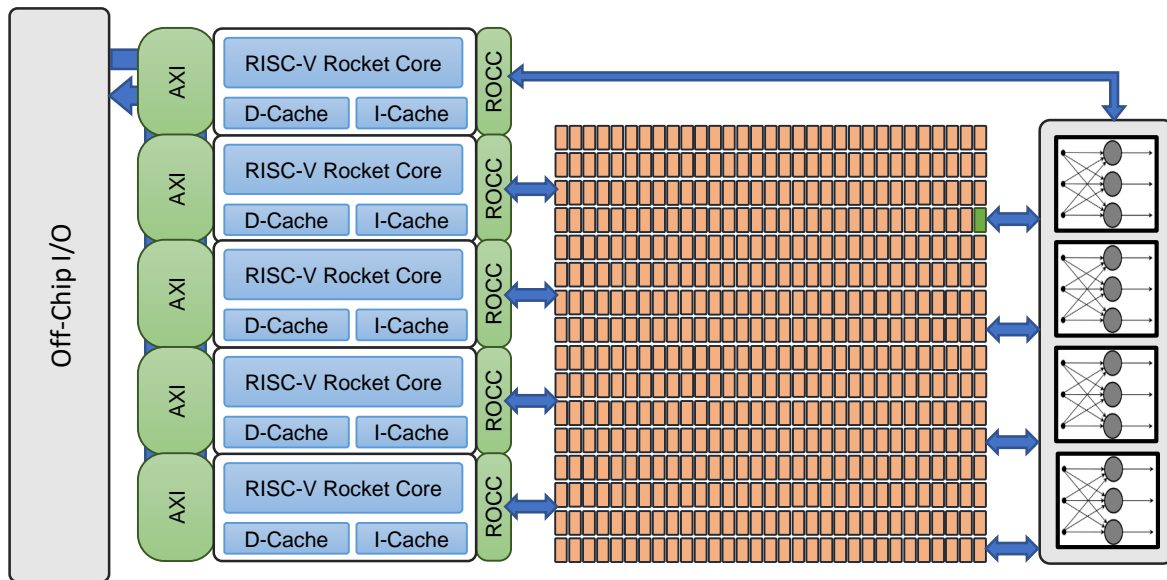 Off-Chip I/O
AXI
RISC-V Rocket Core
D-Cache
I-Cache
ROCC
AXI
RISC-V Rocket Core
D-Cache
I-Cache
ROCC
AXI
RISC-V Rocket Core
D-Cache
I-Cache
ROCC
AXI
RISC-V Rocket Core
D-Cache
I-Cache
ROCC
AXI
RISC-V Rocket Core
D-Cache
I-Cache
ROCC